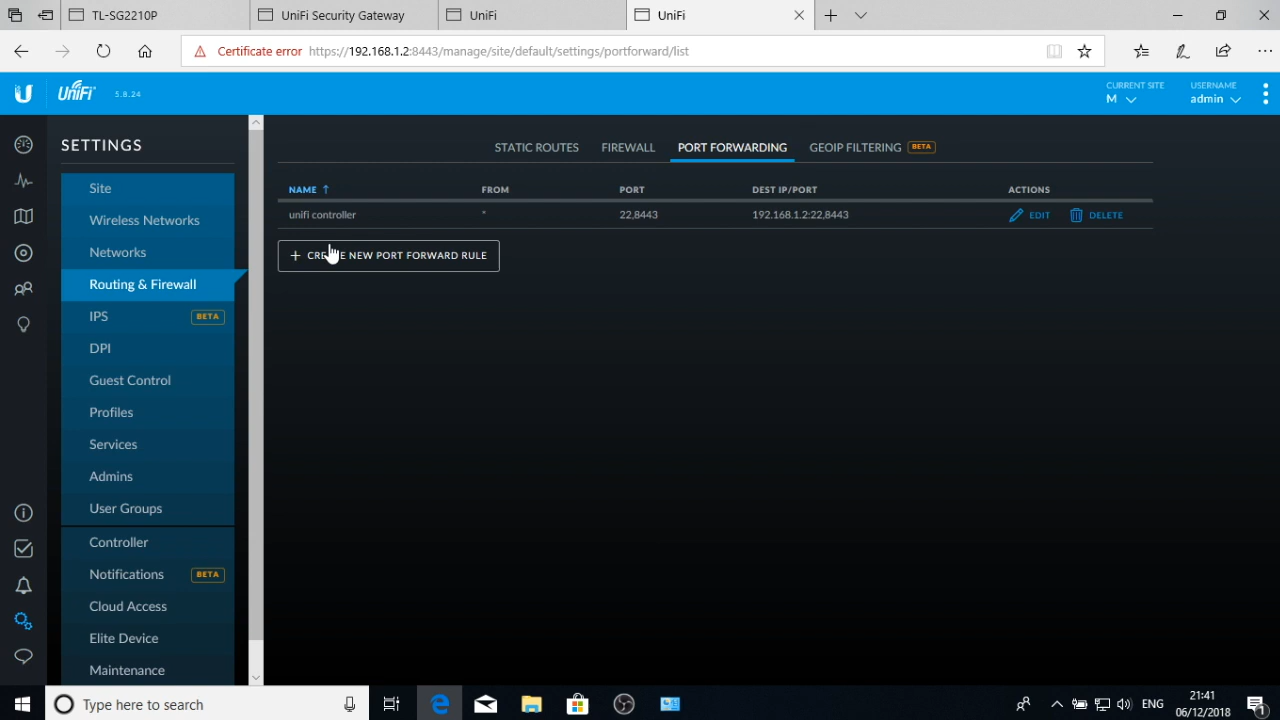 TL-SG2210P
UniFi Security Gateway
UniFi
UniFi
Certificate error https://192.168.1.2:8443/manage/site/default/settings/portforward/list
UniFi 5.8.24
CURRENT SITE
M
USERNAME
admin
SETTINGS
Site
Wireless Networks
Networks
Routing & Firewall
IPS BETA
DPI
Guest Control
Profiles
Services
Admins
User Groups
Controller
Notifications BETA
Cloud Access
Elite Device
Maintenance
STATIC ROUTES FIREWALL PORT FORWARDING GEOIP FILTERING BETA
NAME ↑ FROM PORT DEST IP/PORT ACTIONS
unifi controller * 22,8443 192.168.1.2:22,8443 EDIT DELETE
+ CREATE NEW PORT FORWARD RULE
Type here to search
ENG
21:41
06/12/2018
1